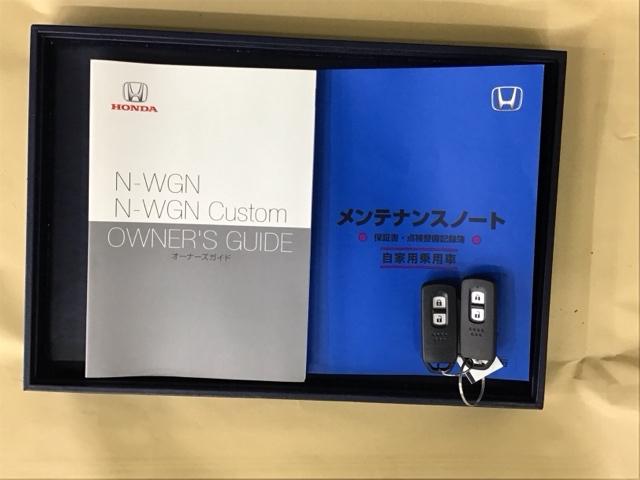 HONDA
N-WGN
N-WGN Custom
OWNER'S GUIDE
オーナーズガイド
メンテナンスノート
保証書・点検整備記録簿
自家用乗用車